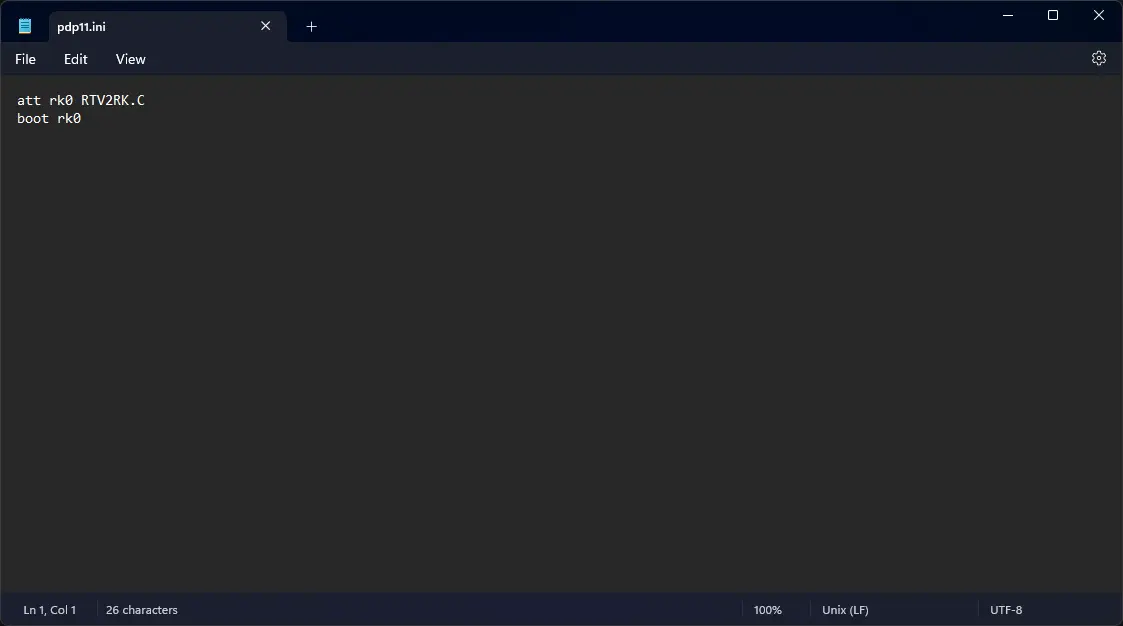 pdp11.ini
File Edit View
att rk0 RTV2RK.C
boot rk0
Ln 1, Col 1 26 characters 100% Unix (LF) UTF-8